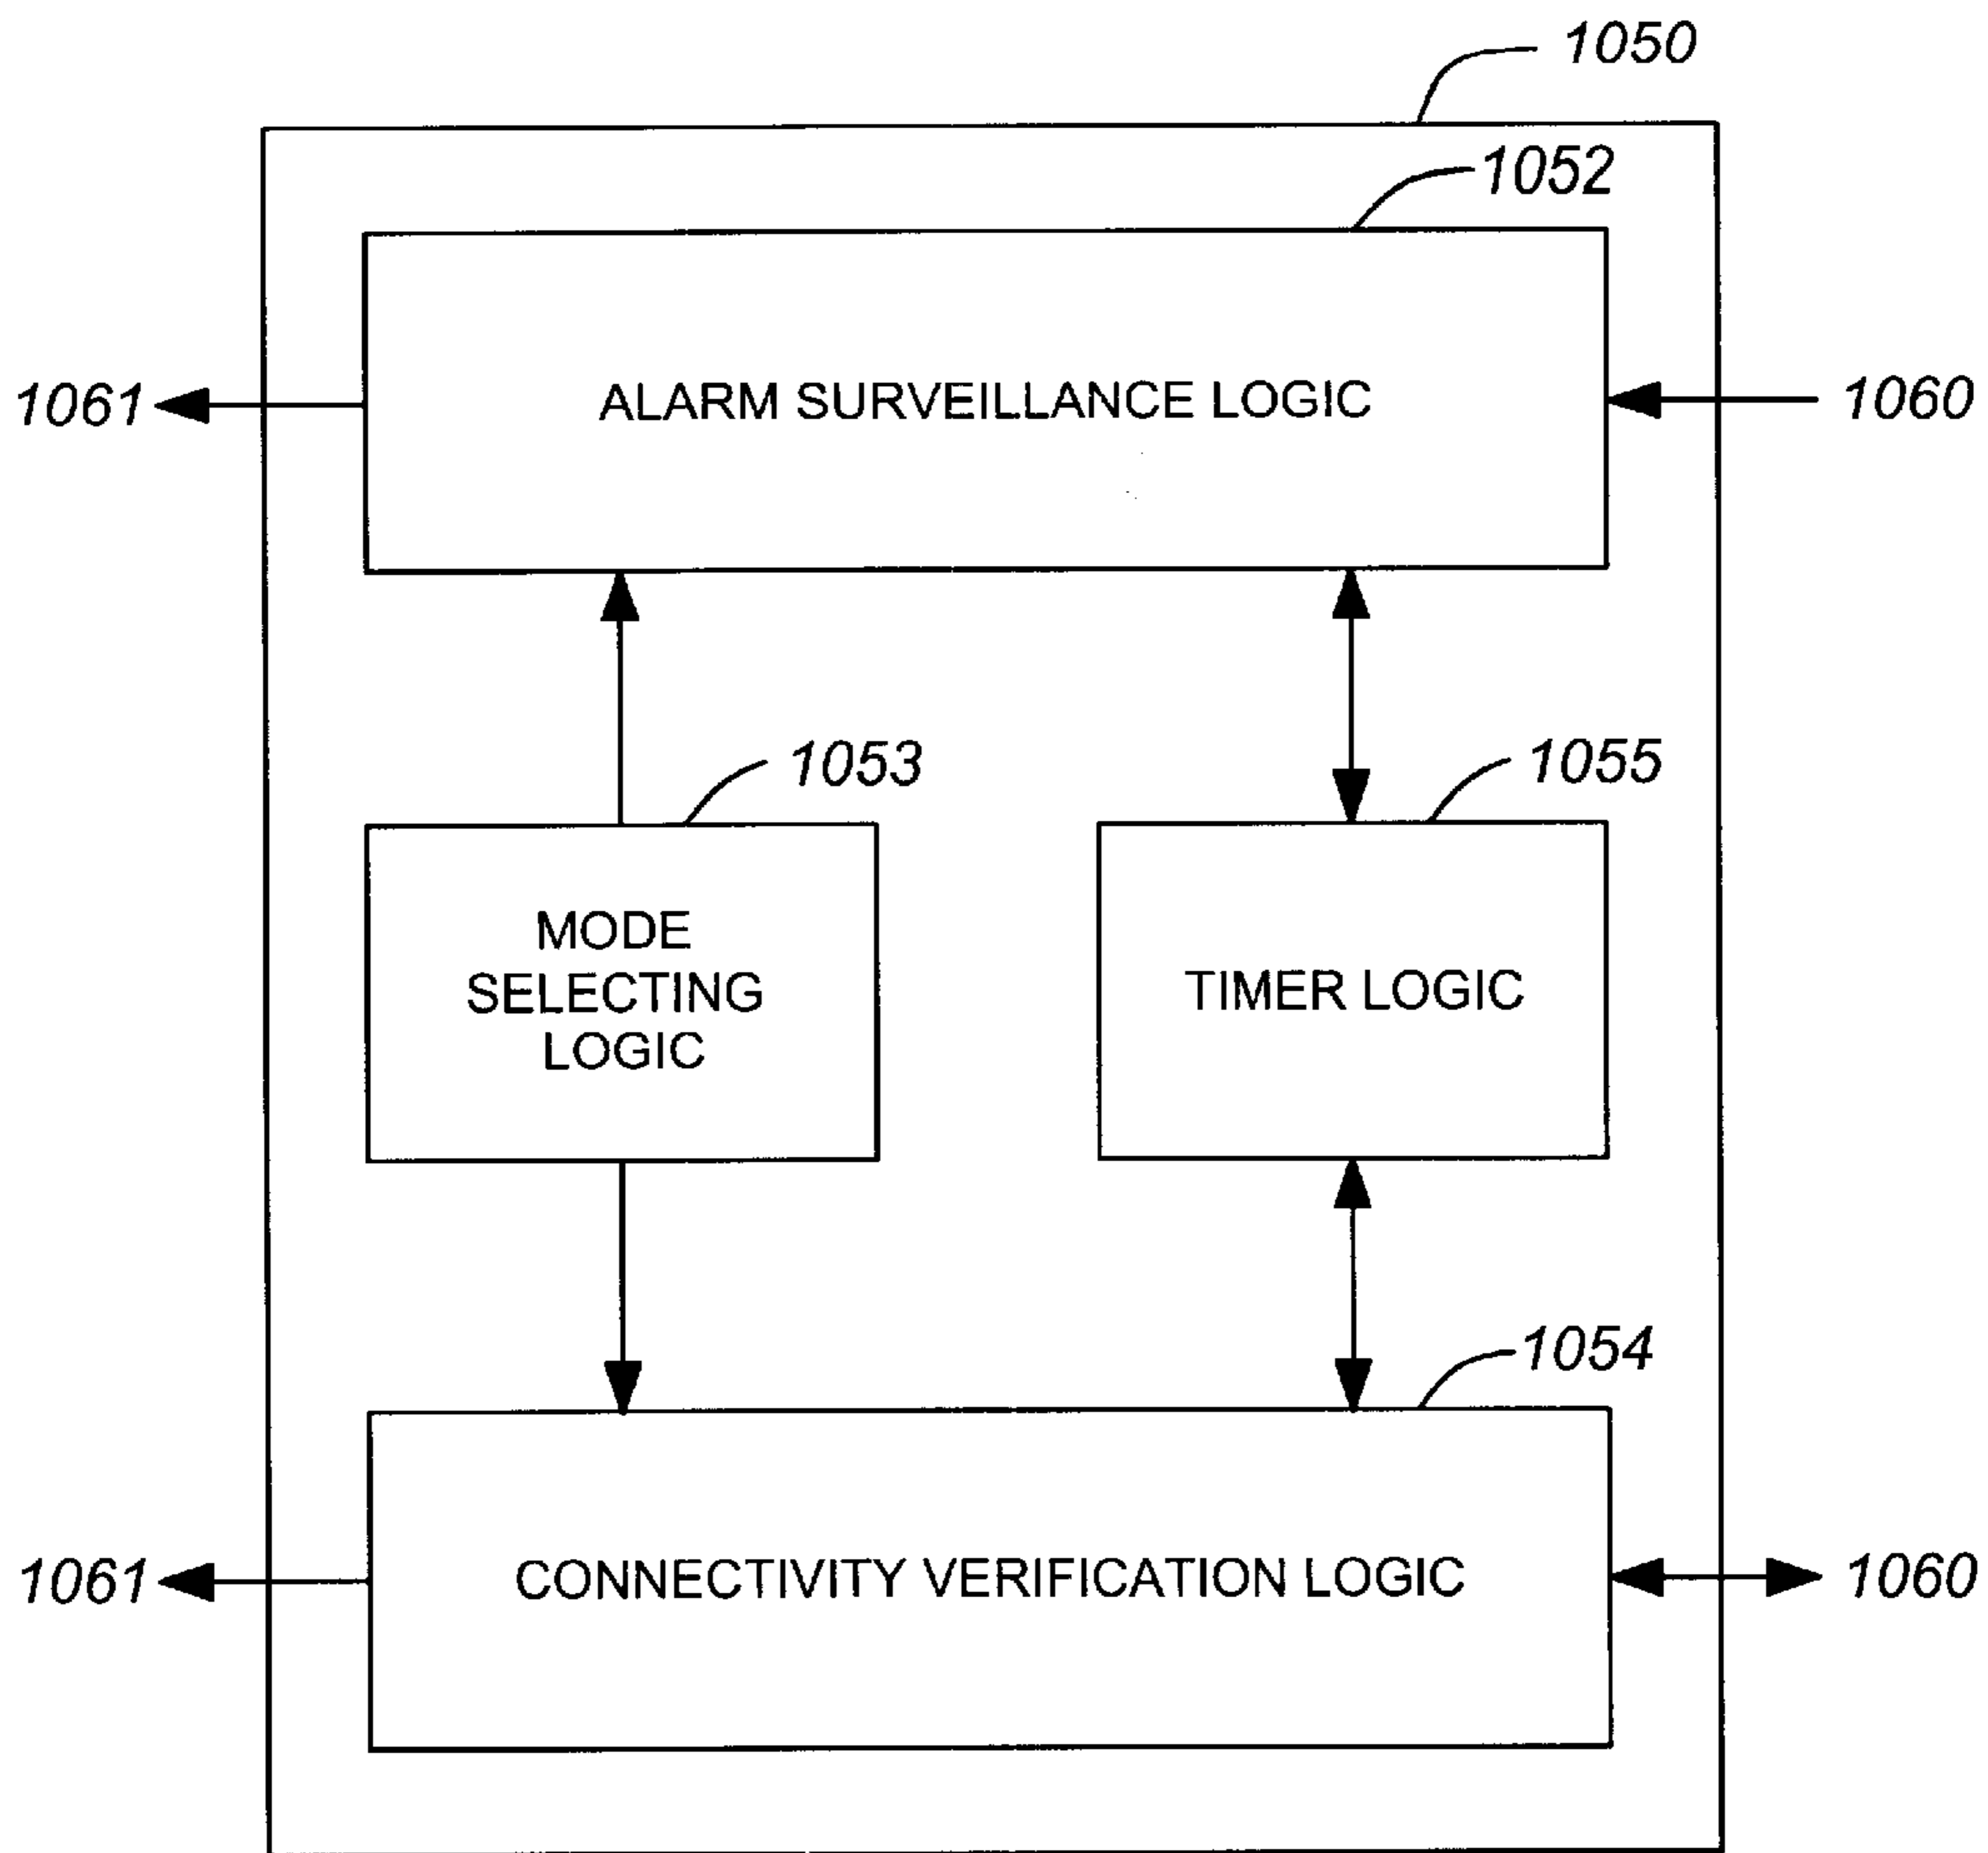 1050
1052
1061
ALARM SURVEILLANCE LOGIC
1060
1053
1055
MODE
SELECTING
LOGIC
TIMER LOGIC
1054
1061
CONNECTIVITY VERIFICATION LOGIC
1060